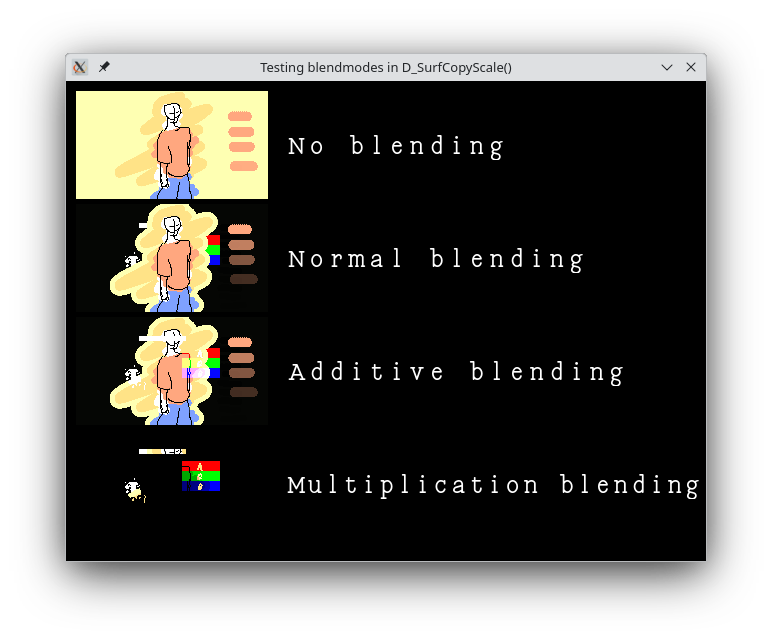 Testing blendmodes in D_SurfCopyScale()
No blending
Normal blending
Additive blending
Multiplication blending